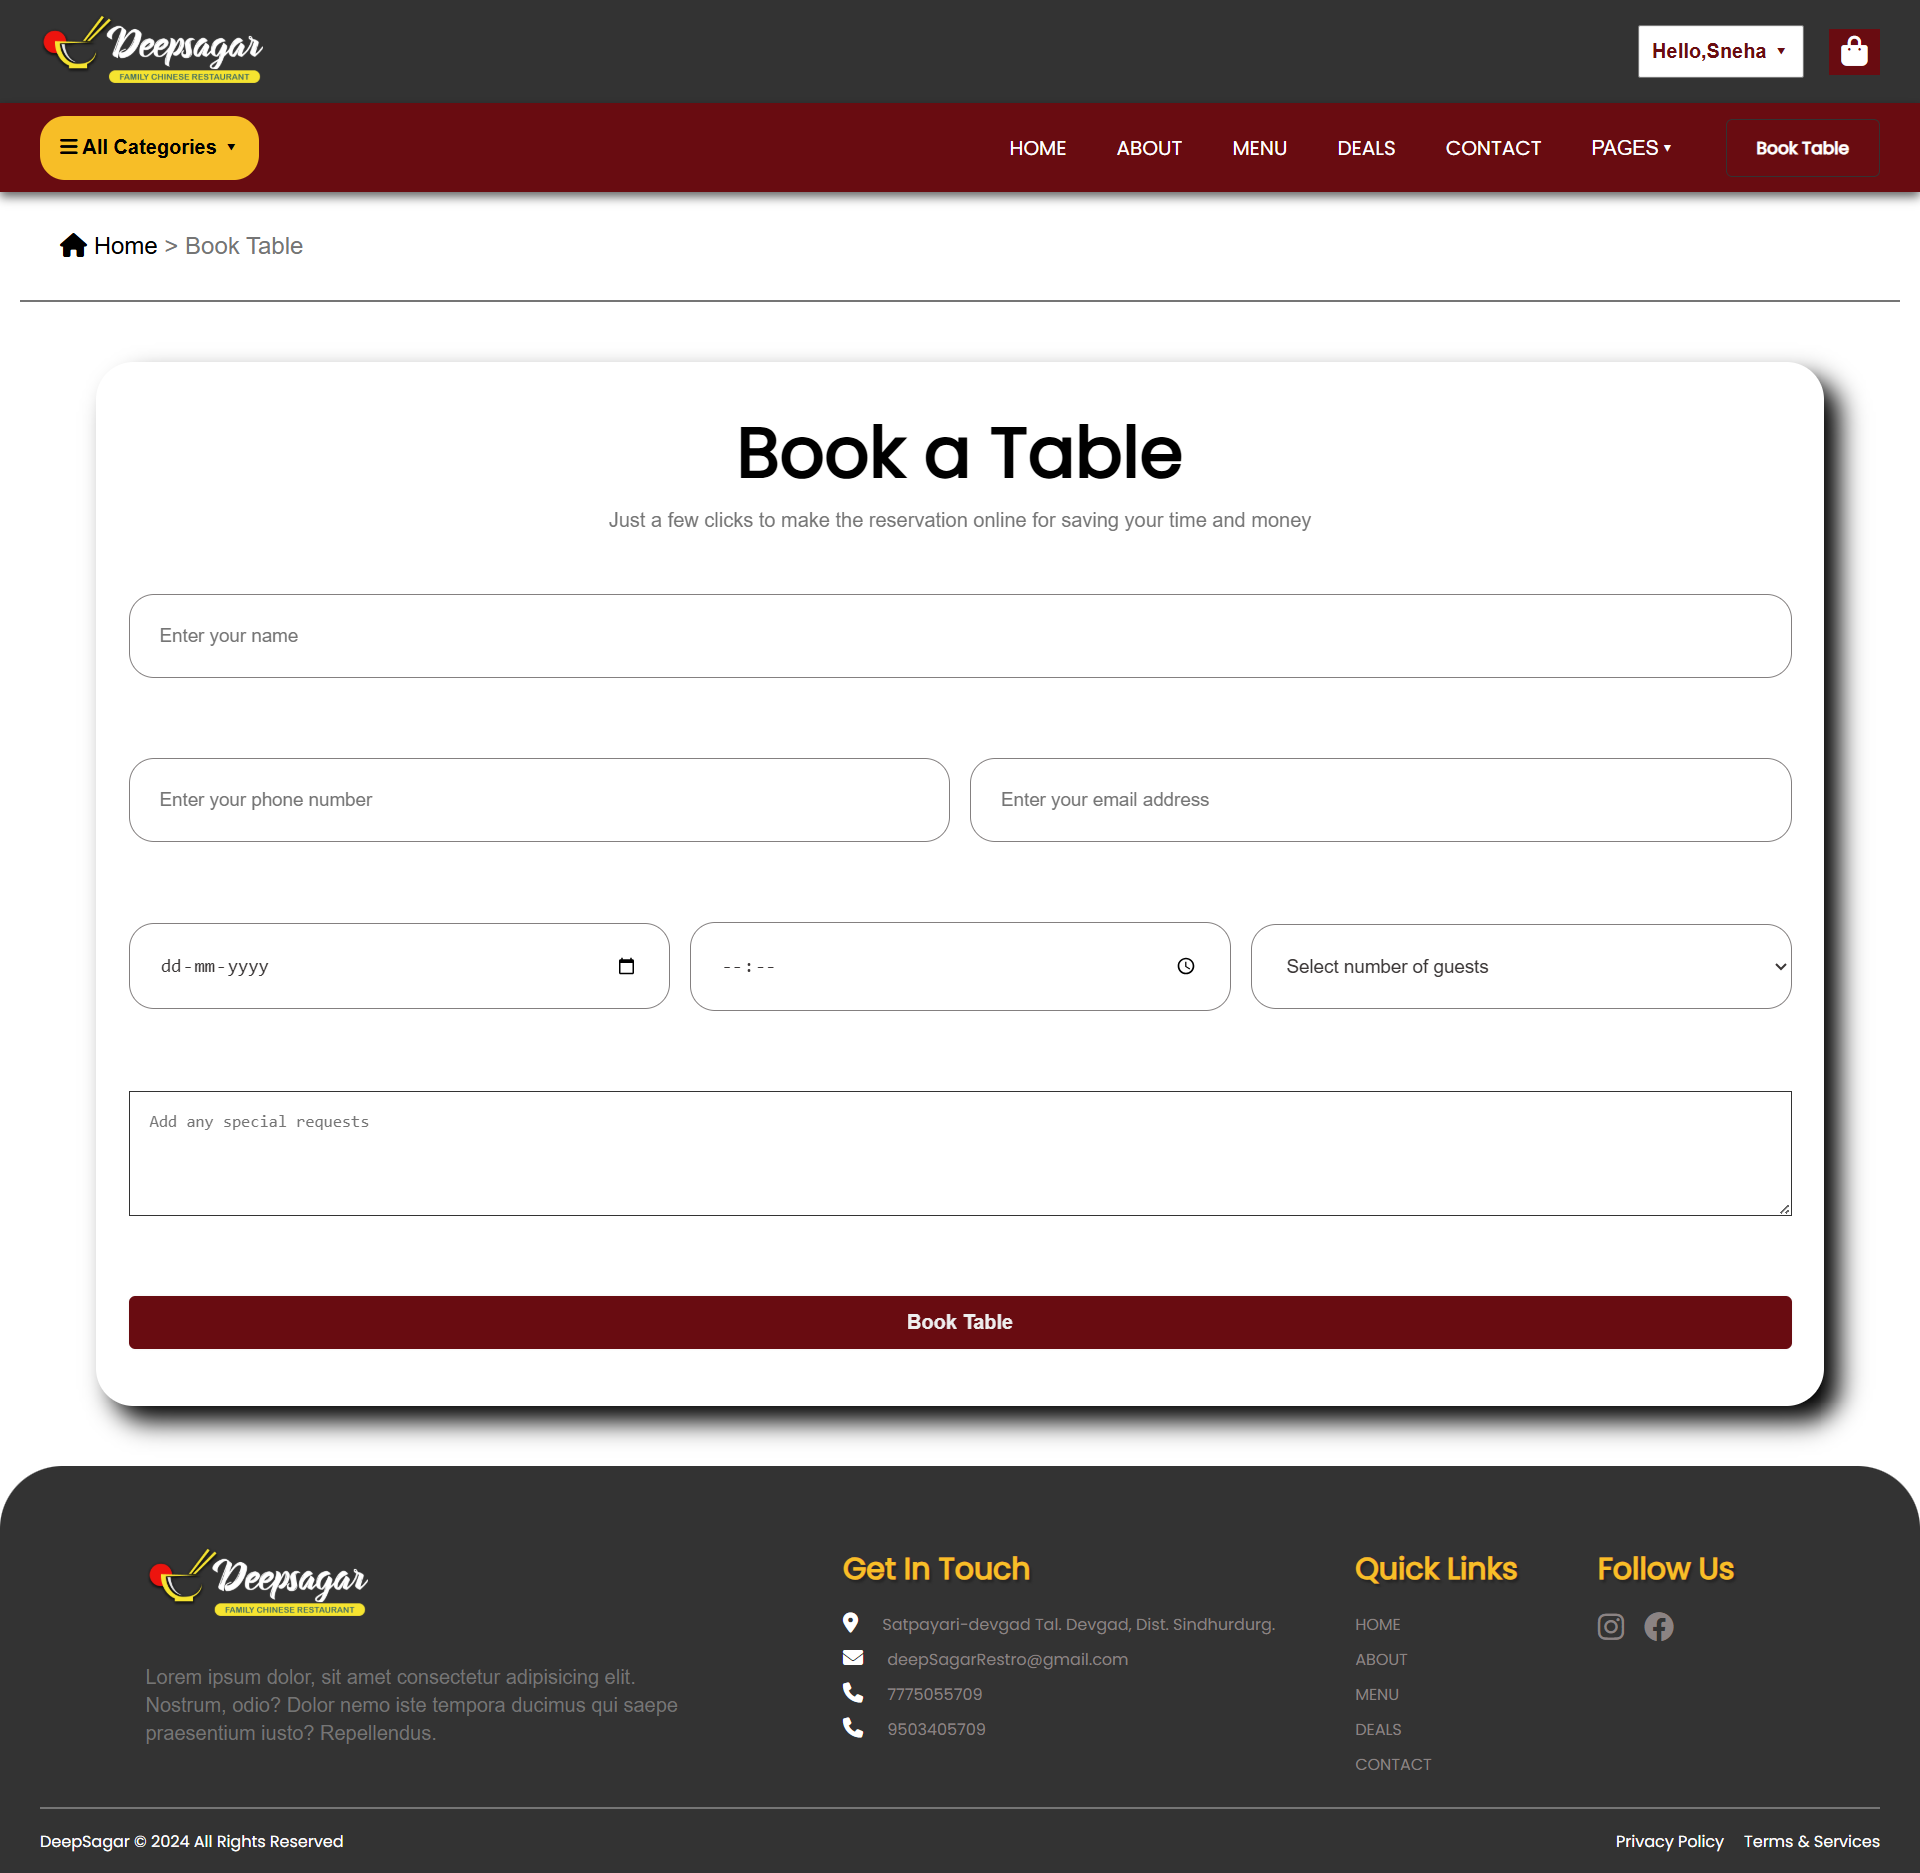 Deepsagar
FAMILY CHINESE RESTAURANT
Hello,Sneha
All Categories
HOME
ABOUT
MENU
DEALS
CONTACT
PAGES
Book Table
Home > Book Table
Book a Table
Just a few clicks to make the reservation online for saving your time and money
Enter your name
Enter your phone number
Enter your email address
dd-mm-yyyy
--:--
Select number of guests
Add any special requests
Book Table
Deepsagar
FAMILY CHINESE RESTAURANT
Lorem ipsum dolor, sit amet consectetur adipisicing elit.
Nostrum, odio? Dolor nemo iste tempora ducimus qui saepe
praesentium iusto? Repellendus.
Get In Touch
Satpayari-devgad Tal. Devgad, Dist. Sindhurdurg.
deepSagarRestro@gmail.com
7775055709
9503405709
Quick Links
HOME
ABOUT
MENU
DEALS
CONTACT
Follow Us
DeepSagar © 2024 All Rights Reserved
Privacy Policy
Terms & Services